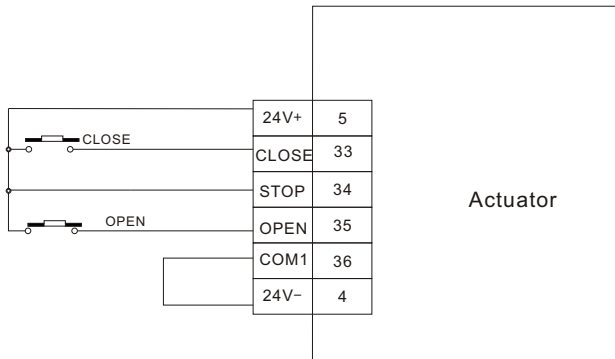 24V+ 5
CLOSE
CLOSE 33
STOP 34
Actuator
OPEN
OPEN 35
COM1 36
24V− 4